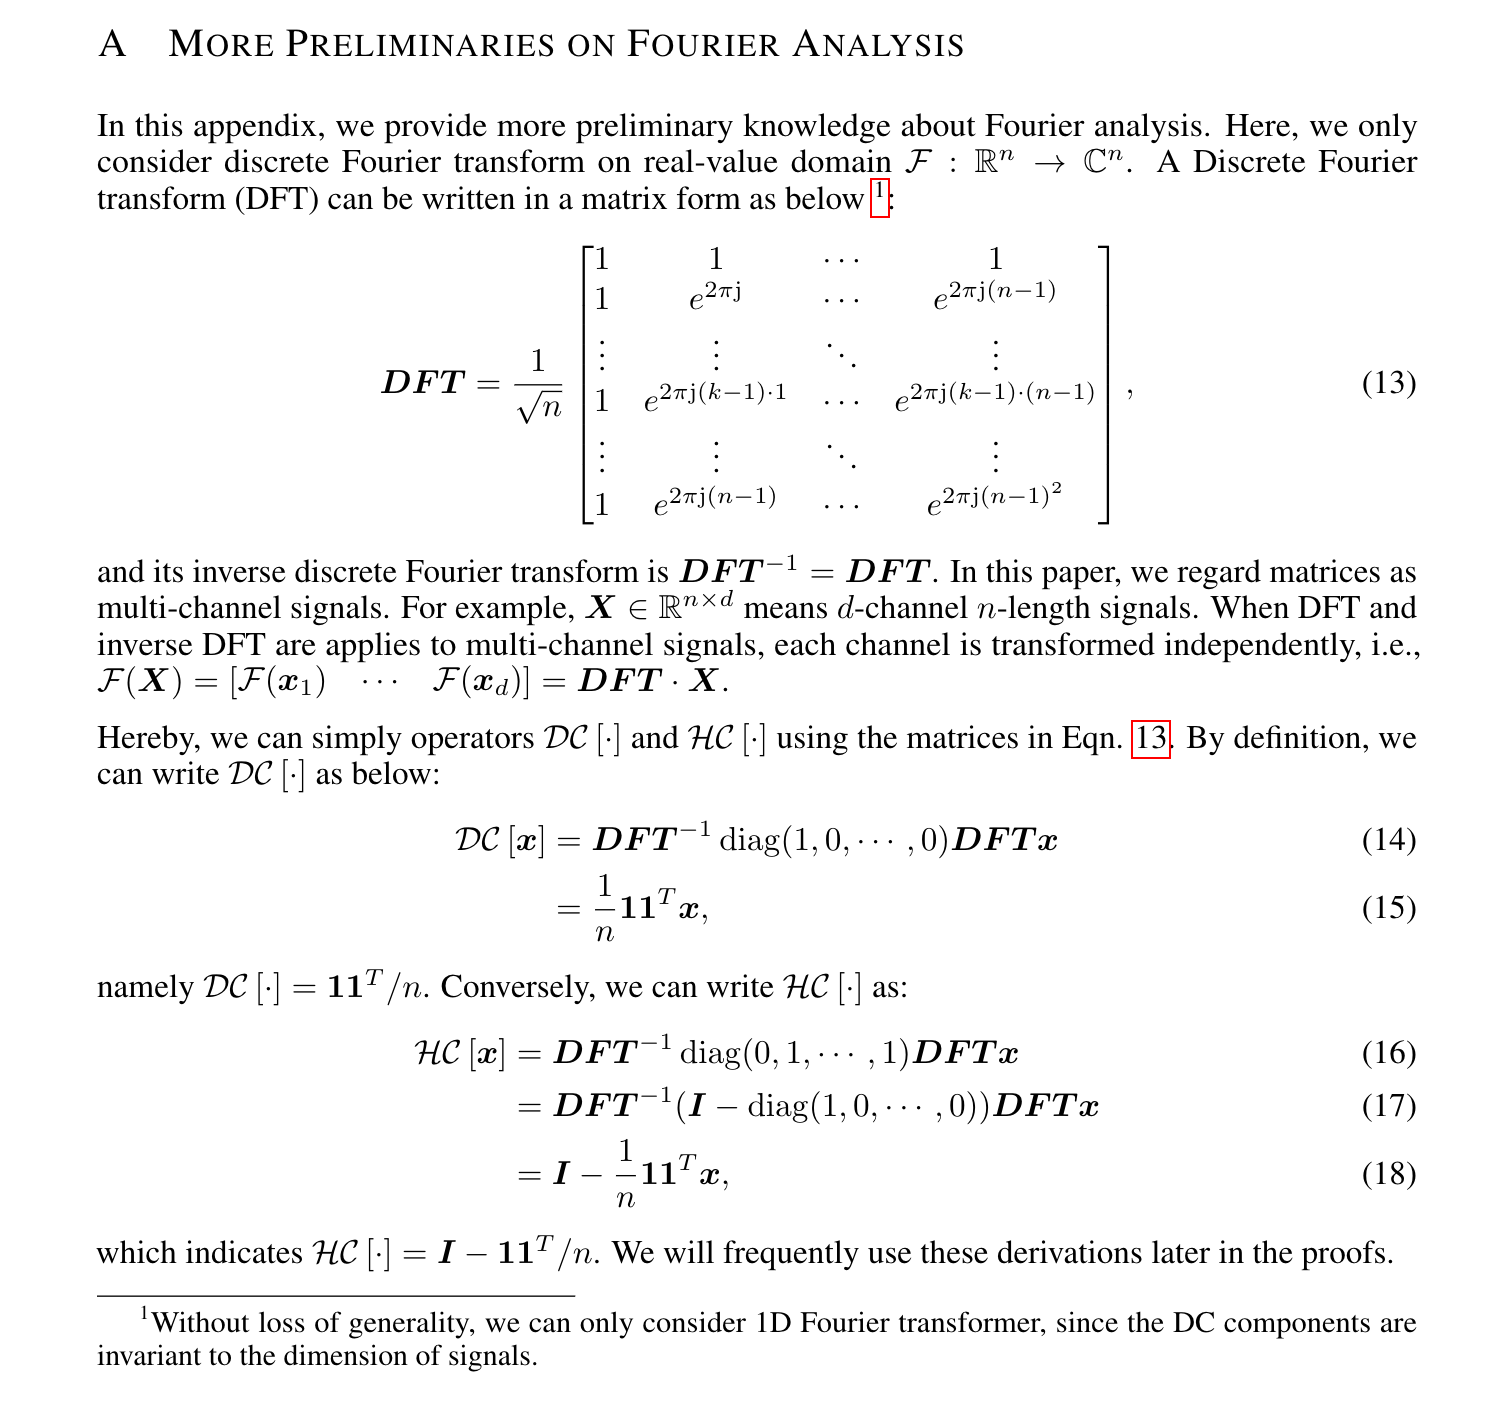 A MORE PRELIMINARIES ON FOURIER ANALYSIS
In this appendix, we provide more preliminary knowledge about Fourier analysis. Here, we only
consider discrete Fourier transform on real-value domain $\mathcal{F} : \mathbb{R}^n \to \mathbb{C}^n$. A Discrete Fourier
transform (DFT) can be written in a matrix form as below $^1$:
$$\boldsymbol{DFT} = \frac{1}{\sqrt{n}} \begin{bmatrix} 1 & 1 & \cdots & 1 \\ 1 & e^{2\pi \mathrm{j}} & \cdots & e^{2\pi \mathrm{j}(n-1)} \\ \vdots & \vdots & \ddots & \vdots \\ 1 & e^{2\pi \mathrm{j}(k-1)\cdot 1} & \cdots & e^{2\pi \mathrm{j}(k-1)\cdot(n-1)} \\ \vdots & \vdots & \ddots & \vdots \\ 1 & e^{2\pi \mathrm{j}(n-1)} & \cdots & e^{2\pi \mathrm{j}(n-1)^2} \end{bmatrix}, \quad (13)$$
and its inverse discrete Fourier transform is $\boldsymbol{DFT}^{-1} = \boldsymbol{DFT}$. In this paper, we regard matrices as
multi-channel signals. For example, $\boldsymbol{X} \in \mathbb{R}^{n \times d}$ means $d$-channel $n$-length signals. When DFT and
inverse DFT are applies to multi-channel signals, each channel is transformed independently, i.e.,
$\mathcal{F}(\boldsymbol{X}) = [\mathcal{F}(\boldsymbol{x}_1) \quad \cdots \quad \mathcal{F}(\boldsymbol{x}_d)] = \boldsymbol{DFT} \cdot \boldsymbol{X}$.
Hereby, we can simply operators $\mathcal{DC}[\cdot]$ and $\mathcal{HC}[\cdot]$ using the matrices in Eqn. 13. By definition, we
can write $\mathcal{DC}[\cdot]$ as below:
$$\mathcal{DC}[\boldsymbol{x}] = \boldsymbol{DFT}^{-1} \operatorname{diag}(1, 0, \cdots, 0) \boldsymbol{DFT} \boldsymbol{x} \quad (14)$$
$$= \frac{1}{n} \mathbf{1}\mathbf{1}^T \boldsymbol{x}, \quad (15)$$
namely $\mathcal{DC}[\cdot] = \mathbf{1}\mathbf{1}^T/n$. Conversely, we can write $\mathcal{HC}[\cdot]$ as:
$$\mathcal{HC}[\boldsymbol{x}] = \boldsymbol{DFT}^{-1} \operatorname{diag}(0, 1, \cdots, 1) \boldsymbol{DFT} \boldsymbol{x} \quad (16)$$
$$= \boldsymbol{DFT}^{-1} (\boldsymbol{I} - \operatorname{diag}(1, 0, \cdots, 0)) \boldsymbol{DFT} \boldsymbol{x} \quad (17)$$
$$= \boldsymbol{I} - \frac{1}{n} \mathbf{1}\mathbf{1}^T \boldsymbol{x}, \quad (18)$$
which indicates $\mathcal{HC}[\cdot] = \boldsymbol{I} - \mathbf{1}\mathbf{1}^T/n$. We will frequently use these derivations later in the proofs.
$^1$Without loss of generality, we can only consider 1D Fourier transformer, since the DC components are
invariant to the dimension of signals.